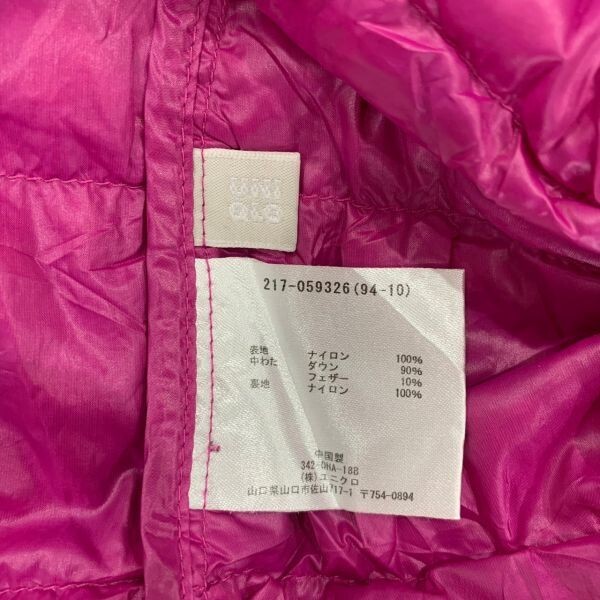 UNI
QLO
217-059326(94-10)
表地 ナイロン 100%
中わた ダウン 90%
フェザー 10%
裏地 ナイロン 100%
中国製
342-DHA-18B
(株)ユニクロ
山口県山口市佐山717-1 〒754-0894